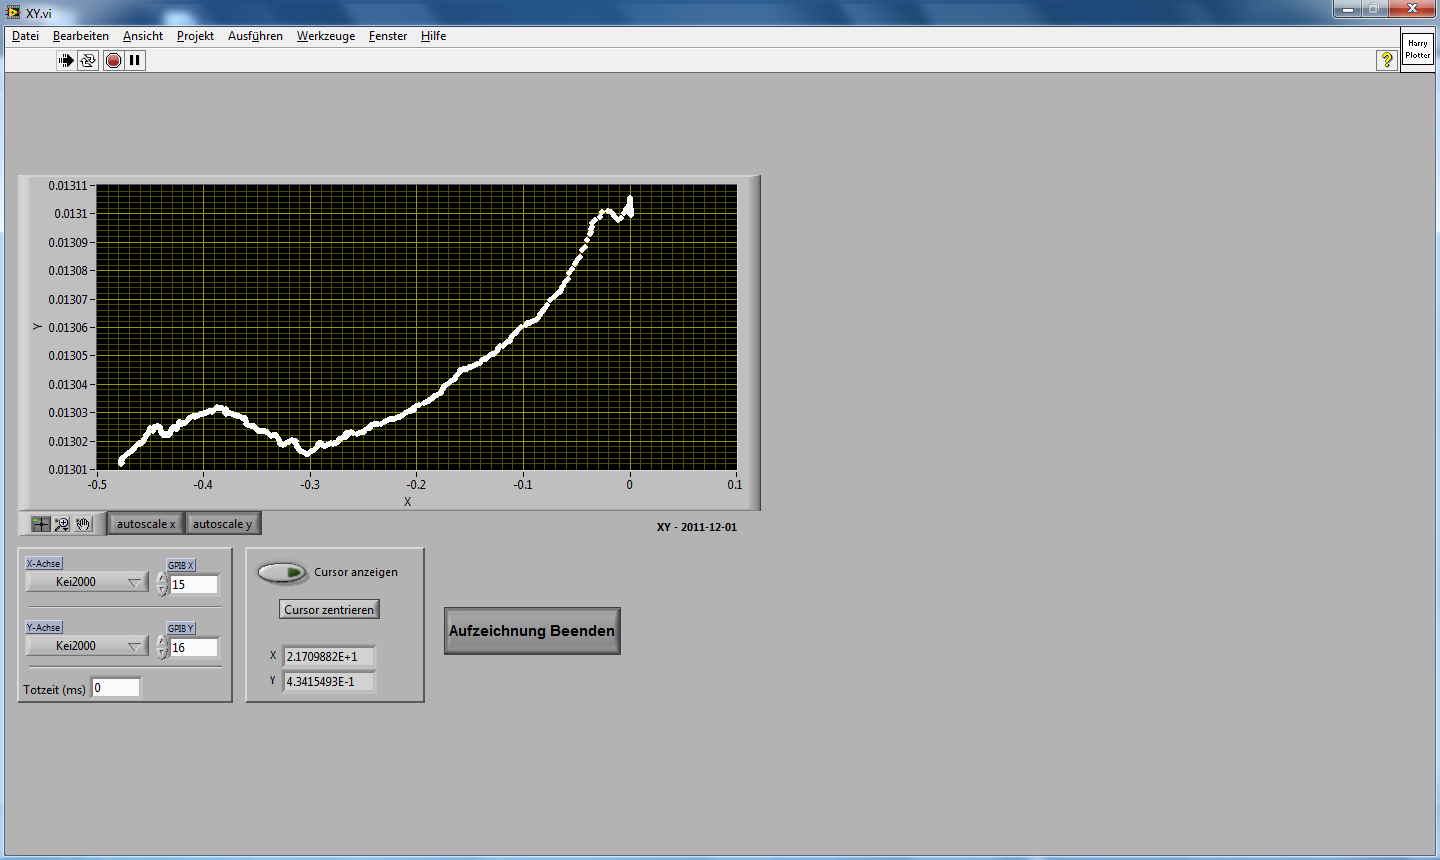 XY.vi
Datei Bearbeiten Ansicht Projekt Ausführen Werkzeuge Fenster Hilfe
?
Harry
Plotter
0.01311
0.0131
0.01309
0.01308
0.01307
0.01306
0.01305
0.01304
0.01303
0.01302
0.01301
Y
-0.5 -0.4 -0.3 -0.2 -0.1 0 0.1
X
autoscale x autoscale y
XY - 2011-12-01
X-Achse GPIB X
Kei2000 15
Y-Achse GPIB Y
Kei2000 16
Totzeit (ms) 0
Cursor anzeigen
Cursor zentrieren
X 2.1709882E+1
Y 4.3415493E-1
Aufzeichnung Beenden